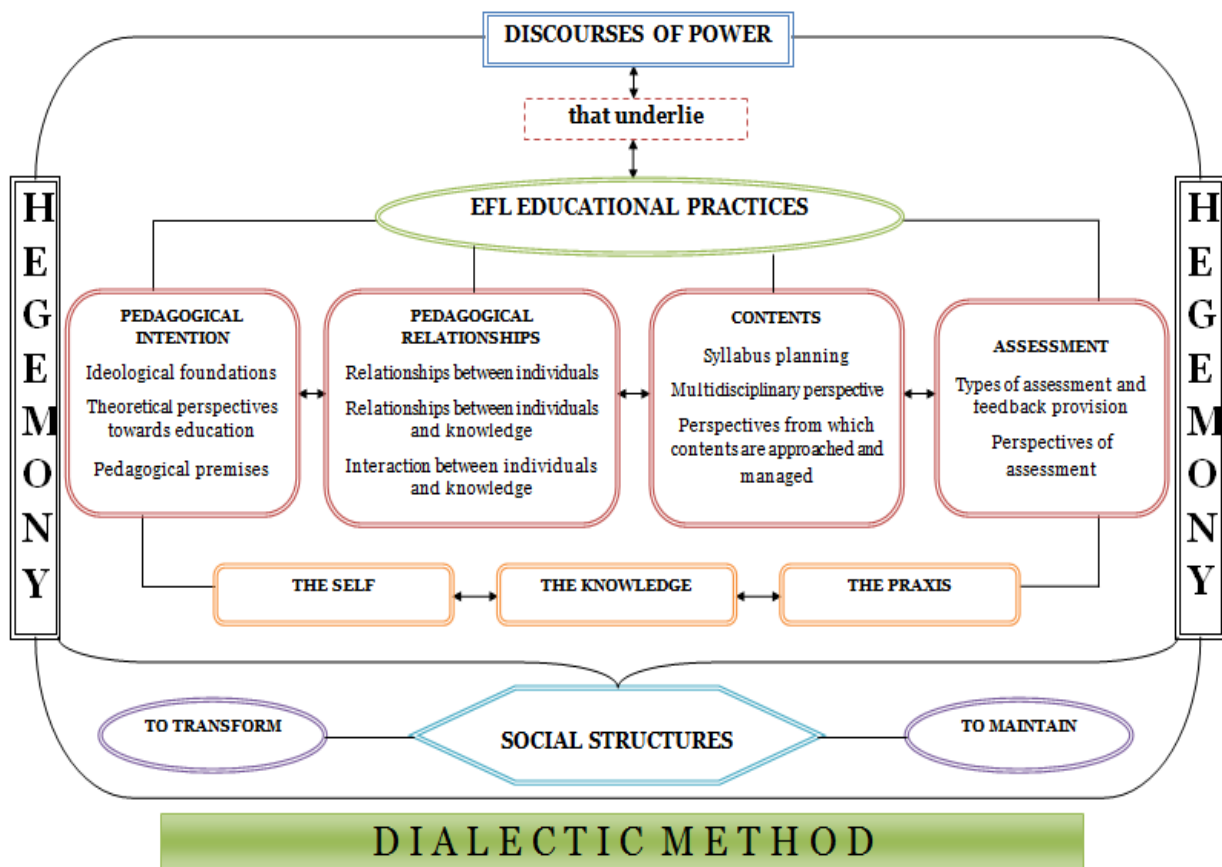 DISCOURSES OF POWER
that underlie
EFL EDUCATIONAL PRACTICES
HEGEMONY
HEGEMONY
PEDAGOGICAL
INTENTION
Ideological foundations
Theoretical perspectives
towards education
Pedagogical premises
PEDAGOGICAL
RELATIONSHIPS
Relationships between individuals
Relationships between individuals
and knowledge
Interaction between individuals
and knowledge
CONTENTS
Syllabus planning
Multidisciplinary perspective
Perspectives from which
contents are approached and
managed
ASSESSMENT
Types of assessment and
feedback provision
Perspectives of
assessment
THE SELF
THE KNOWLEDGE
THE PRAXIS
TO TRANSFORM
SOCIAL STRUCTURES
TO MAINTAIN
DIALECTIC METHOD